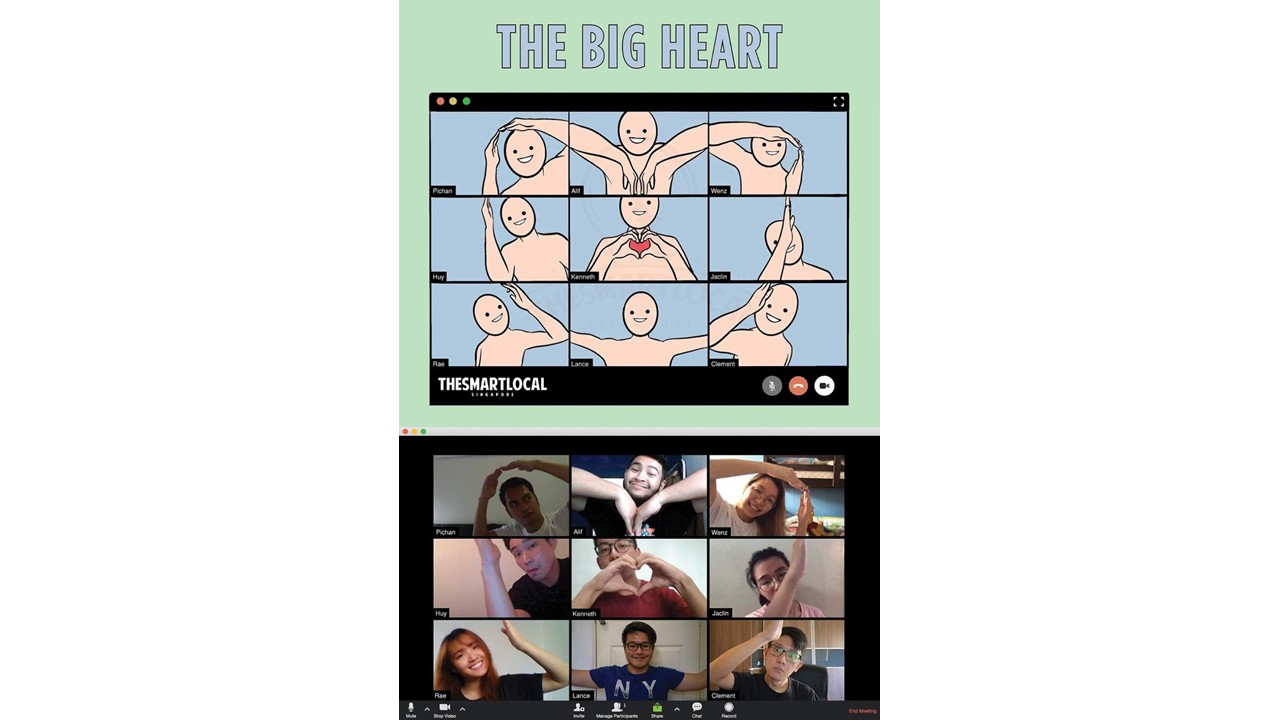 THE BIG HEART
Pichan
Alif
Wenz
Huy
Kenneth
Jaclin
Rae
Lance
Clement
THESMARTLOCAL
SINGAPORE
Pichan
Alif
Wenz
Huy
Kenneth
Jaclin
Rae
NY
Lance
Clement
Mute
Stop Video
Invite
Manage Participants
Share
Chat
Record
End Meeting